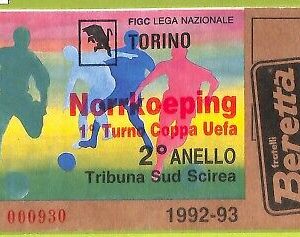 FIGC LEGA NAZIONALE
TORINO
Norrkoeping
1° Turno Coppa Uefa
2° ANELLO
Tribuna Sud Scirea
000930
1992-93
fratelli
Beretta